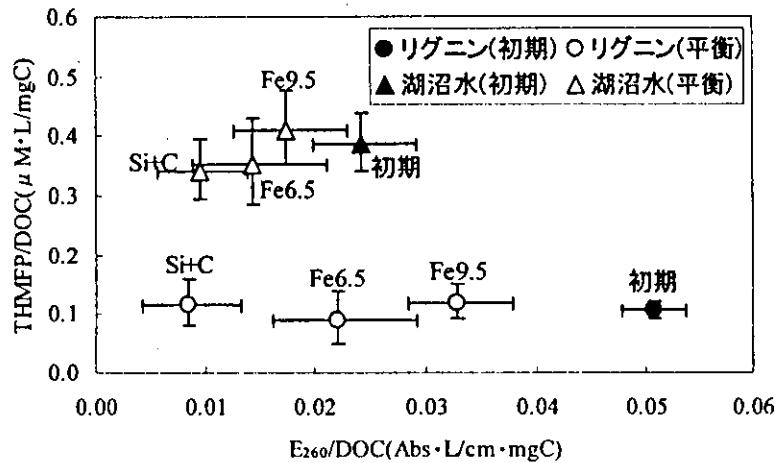 THMFP/DOC(μM・L/mgC)
0.6
0.5
0.4
0.3
0.2
0.1
0.0
●リグニン(初期) ○リグニン(平衡)
▲湖沼水(初期) △湖沼水(平衡)
Fe9.5
Si+C
Fe6.5
初期
Si+C
Fe6.5
Fe9.5
初期
0.00 0.01 0.02 0.03 0.04 0.05 0.06
E₂₆₀/DOC(Abs・L/cm・mgC)